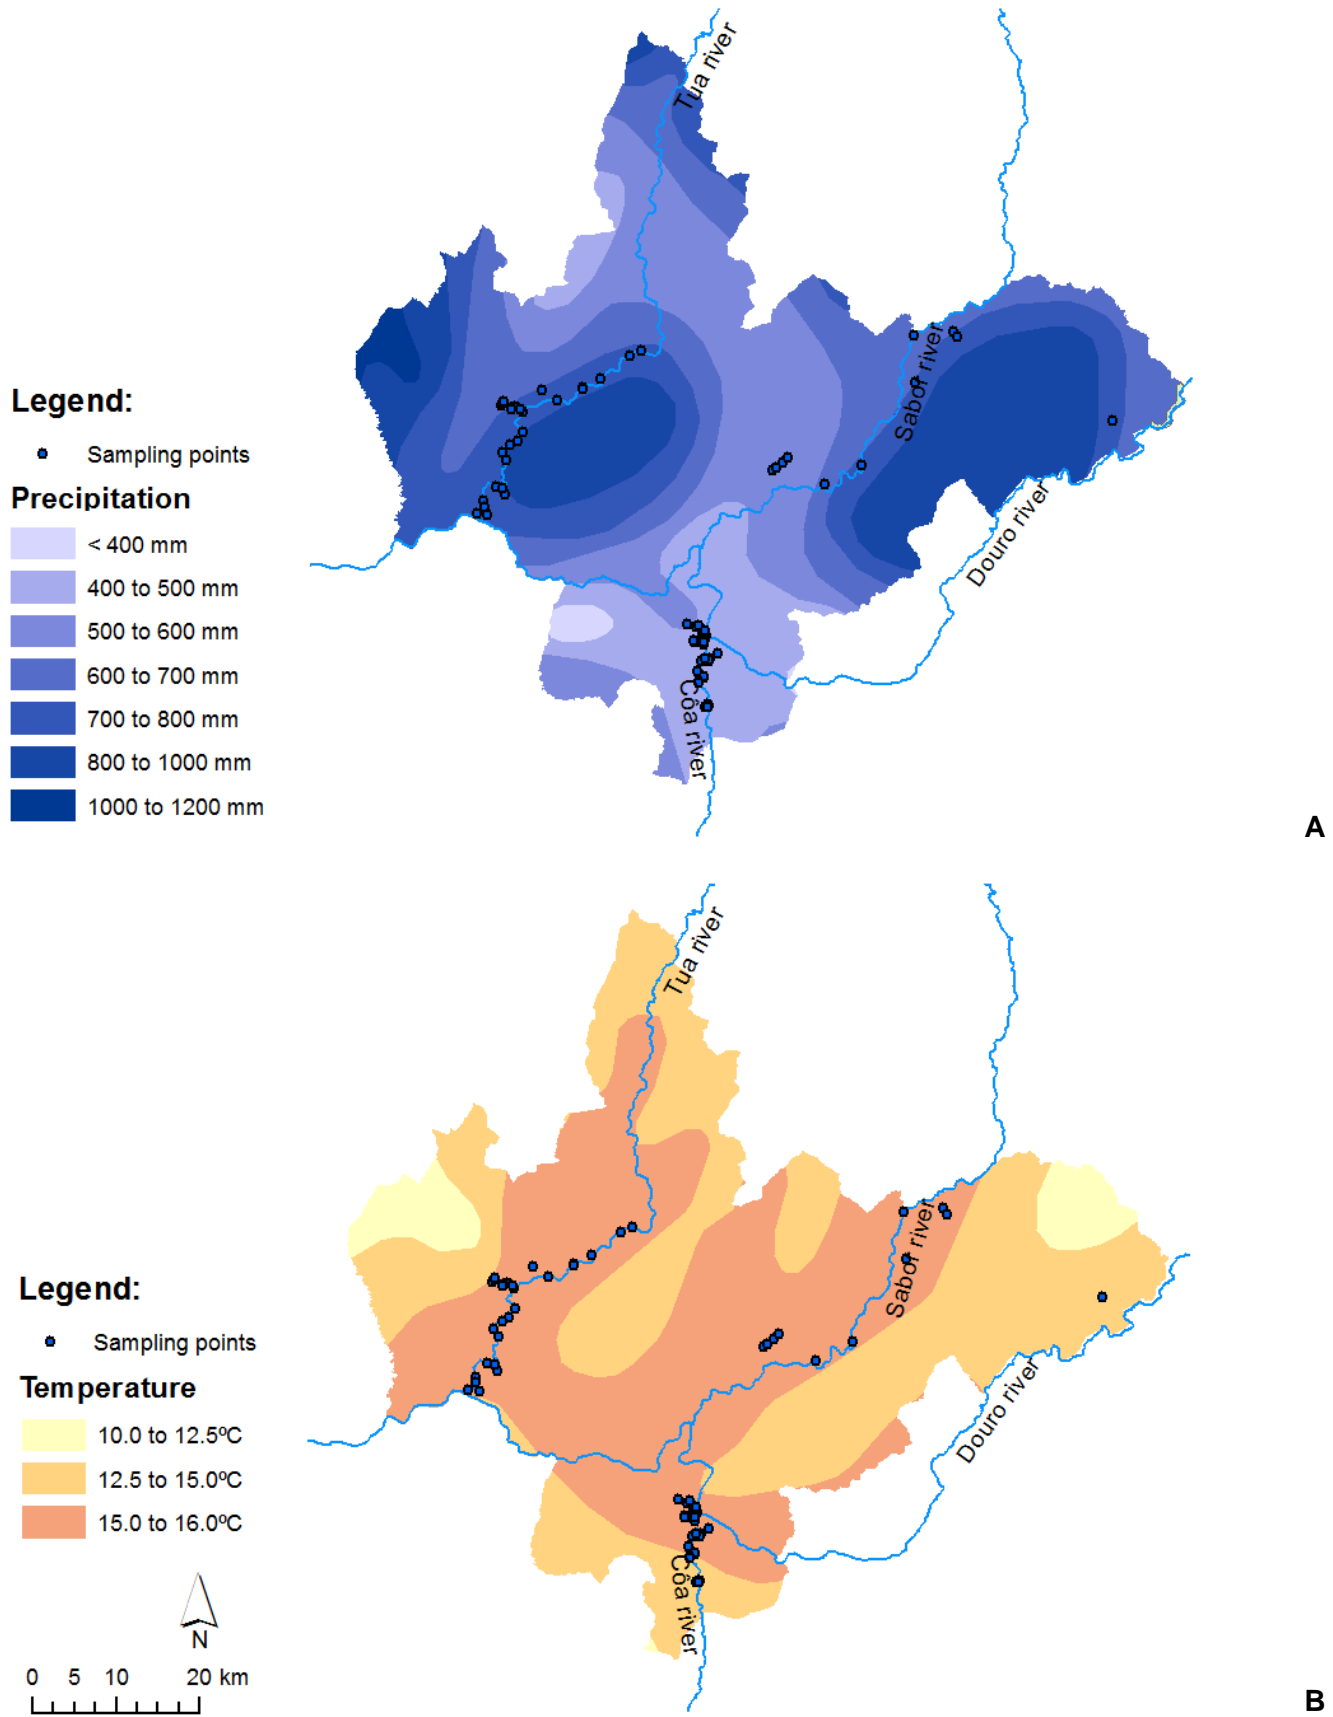 Tua river
Legend:
Sampling points
Precipitation
< 400 mm
400 to 500 mm
500 to 600 mm
600 to 700 mm
700 to 800 mm
800 to 1000 mm
1000 to 1200 mm
Sabor river
Douro river
Côa river
A
Tua river
Legend:
Sampling points
Temperature
10.0 to 12.5ºC
12.5 to 15.0ºC
15.0 to 16.0ºC
Sabor river
Douro river
Côa river
N
0 5 10 20 km
B